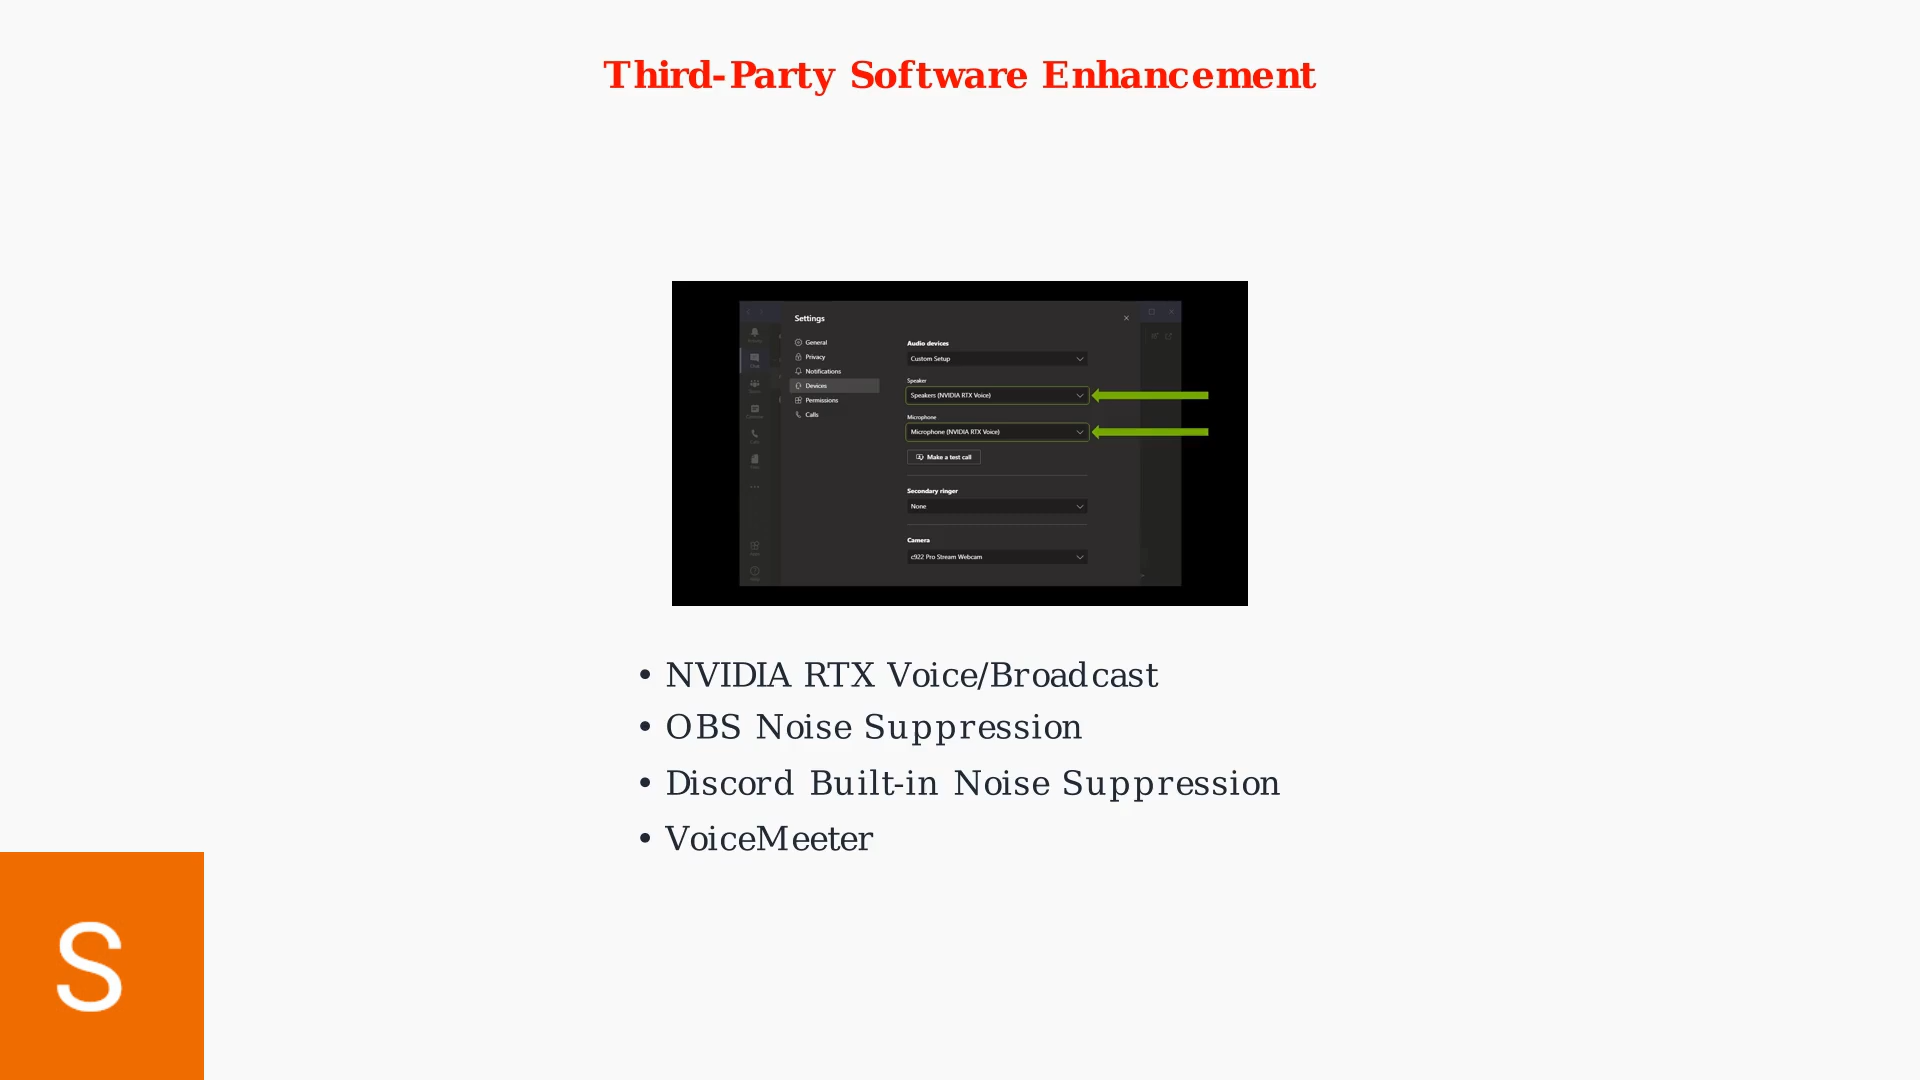 Third-Party Software Enhancement
Settings
General
Privacy
Notifications
Devices
Permissions
Calls
Audio devices
Custom Setup
Speaker
Speakers (NVIDIA RTX Voice)
Microphone
Microphone (NVIDIA RTX Voice)
Make a test call
Secondary ringer
None
Camera
c922 Pro Stream Webcam
• NVIDIA RTX Voice/Broadcast
• OBS Noise Suppression
• Discord Built-in Noise Suppression
• VoiceMeeter
S